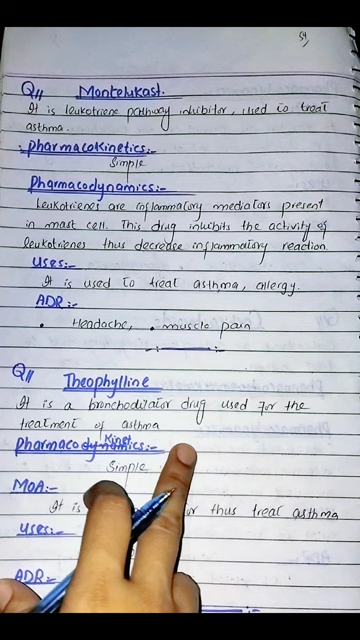 54
Q11 Montelukast.
It is leukotriene pathway inhibitor, used to treat
asthma.
Pharmacokinetics:-
Simple
Pharmacodynamics:-
Leukotrienes are inflammatory mediators present
in mast cell. This drug inhibits the activity of
leukotrienes thus decrease inflammatory reaction.
Uses:-
It is used to treat asthma, allergy.
ADR:-
• Headache, • muscle pain
Q11 Theophylline
It is a bronchodilator drug used for the
treatment of asthma
Kinet
Pharmacodynamics:-
Simple
MOA:-
It is thus treat asthma
Uses:-
ADR:-